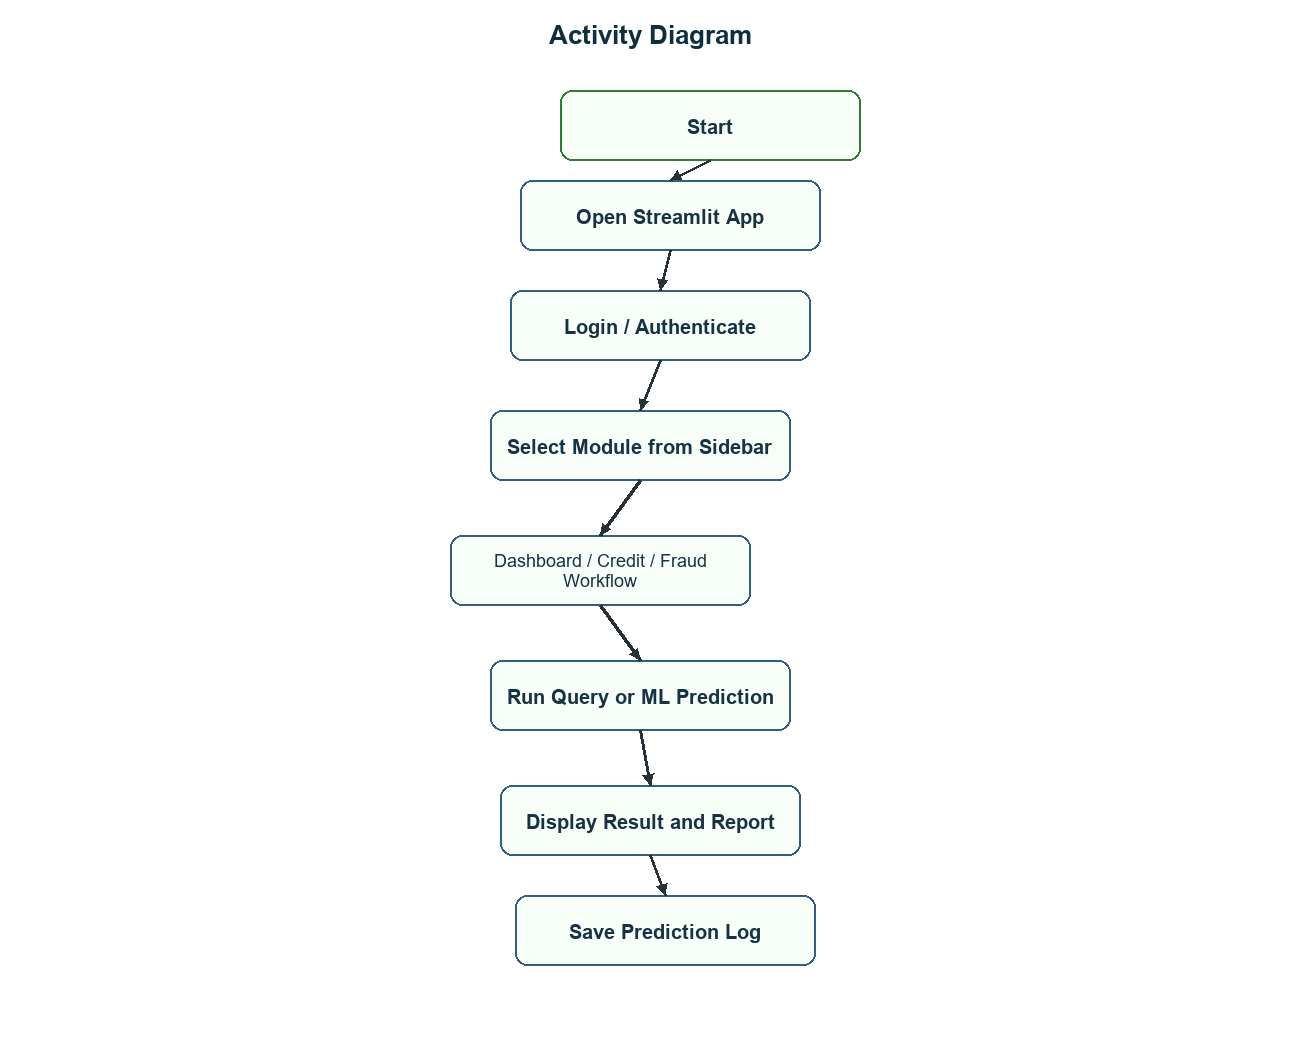 Activity Diagram
Start
Open Streamlit App
Login / Authenticate
Select Module from Sidebar
Dashboard / Credit / Fraud
Workflow
Run Query or ML Prediction
Display Result and Report
Save Prediction Log